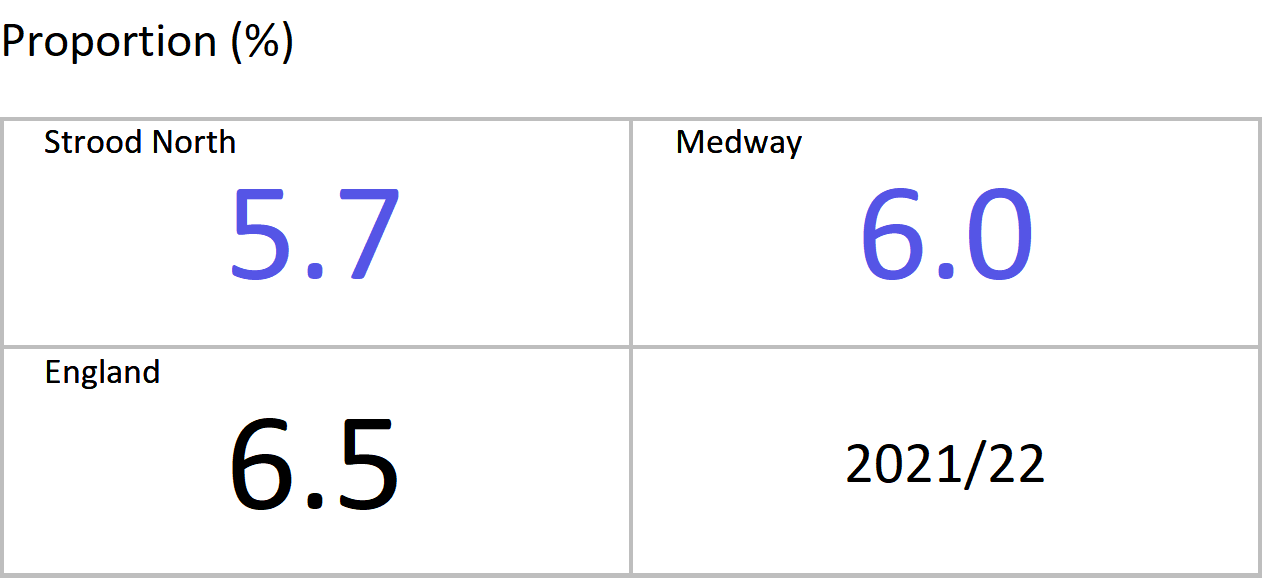 Proportion (%)
Strood North
5.7
Medway
6.0
England
6.5
2021/22